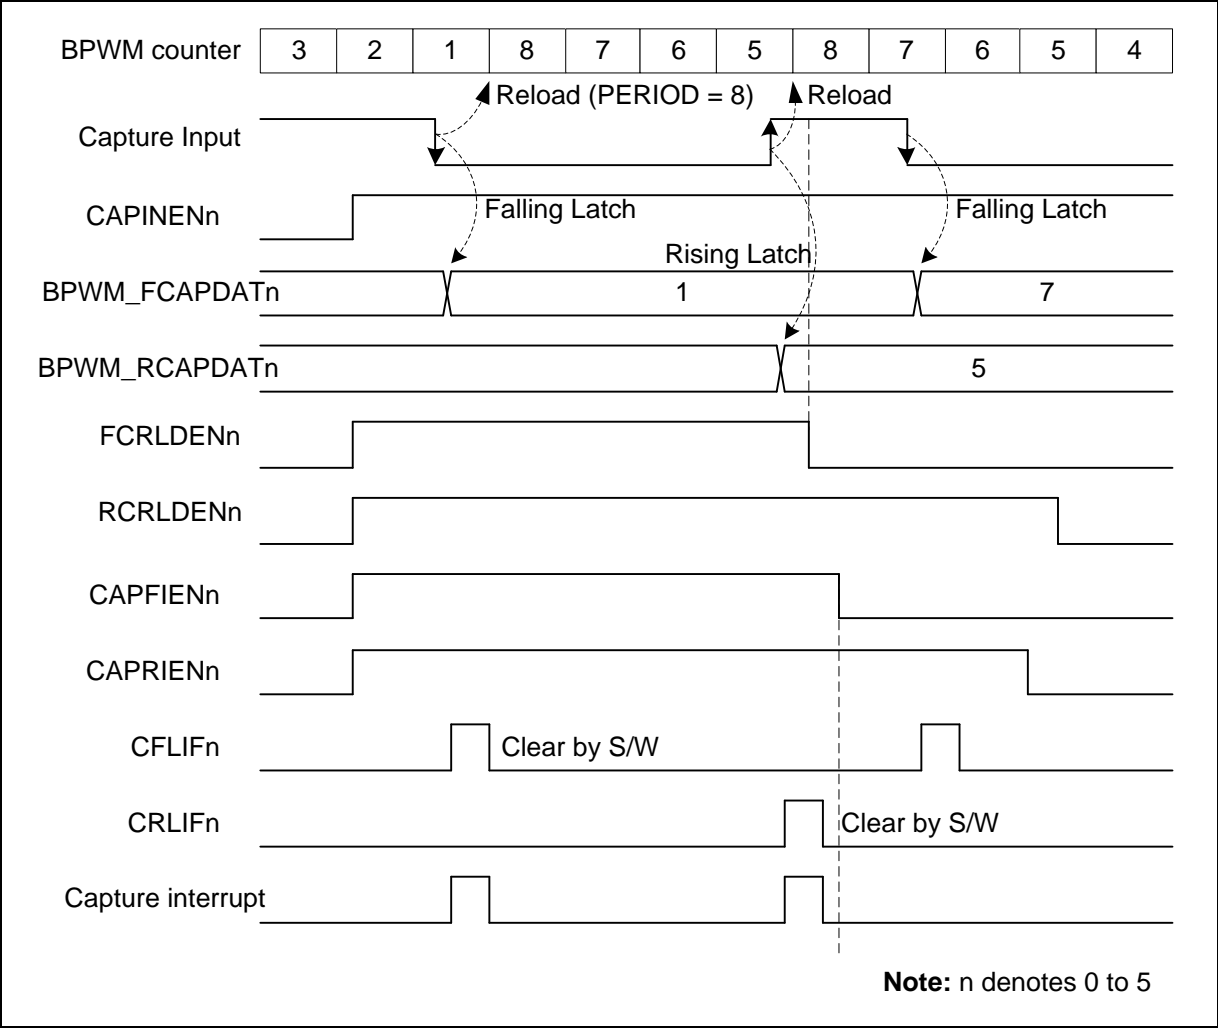 BPWM counter 3 2 1 8 7 6 5 8 7 6 5 4
Reload (PERIOD = 8) Reload
Capture Input
CAPINENn Falling Latch Falling Latch
Rising Latch
BPWM_FCAPDATn 1 7
BPWM_RCAPDATn 5
FCRLDENn
RCRLDENn
CAPFIENn
CAPRIENn
CFLIFn Clear by S/W
CRLIFn Clear by S/W
Capture interrupt
Note: n denotes 0 to 5